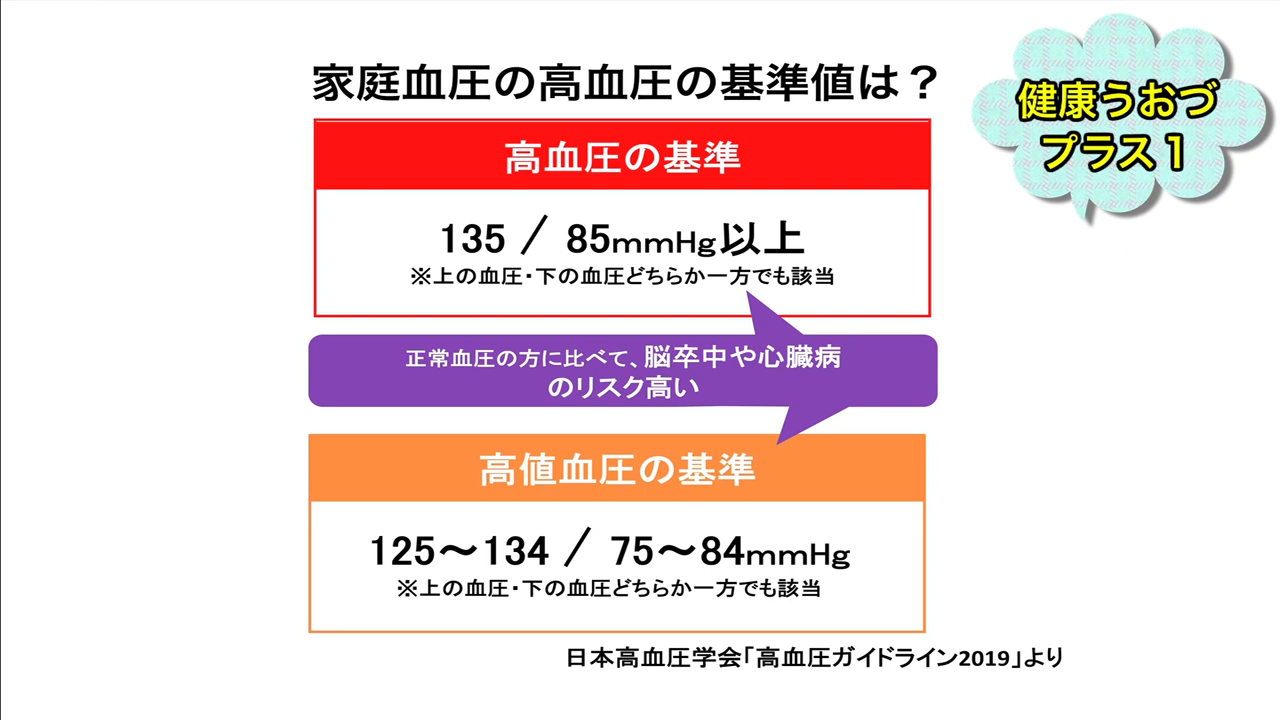 家庭血圧の高血圧の基準値は？
健康うおづ
プラス１
高血圧の基準
135 ／ 85mmHg以上
※上の血圧・下の血圧どちらか一方でも該当
正常血圧の方に比べて、脳卒中や心臓病
のリスク高い
高値血圧の基準
125～134 ／ 75～84mmHg
※上の血圧・下の血圧どちらか一方でも該当
日本高血圧学会「高血圧ガイドライン2019」より